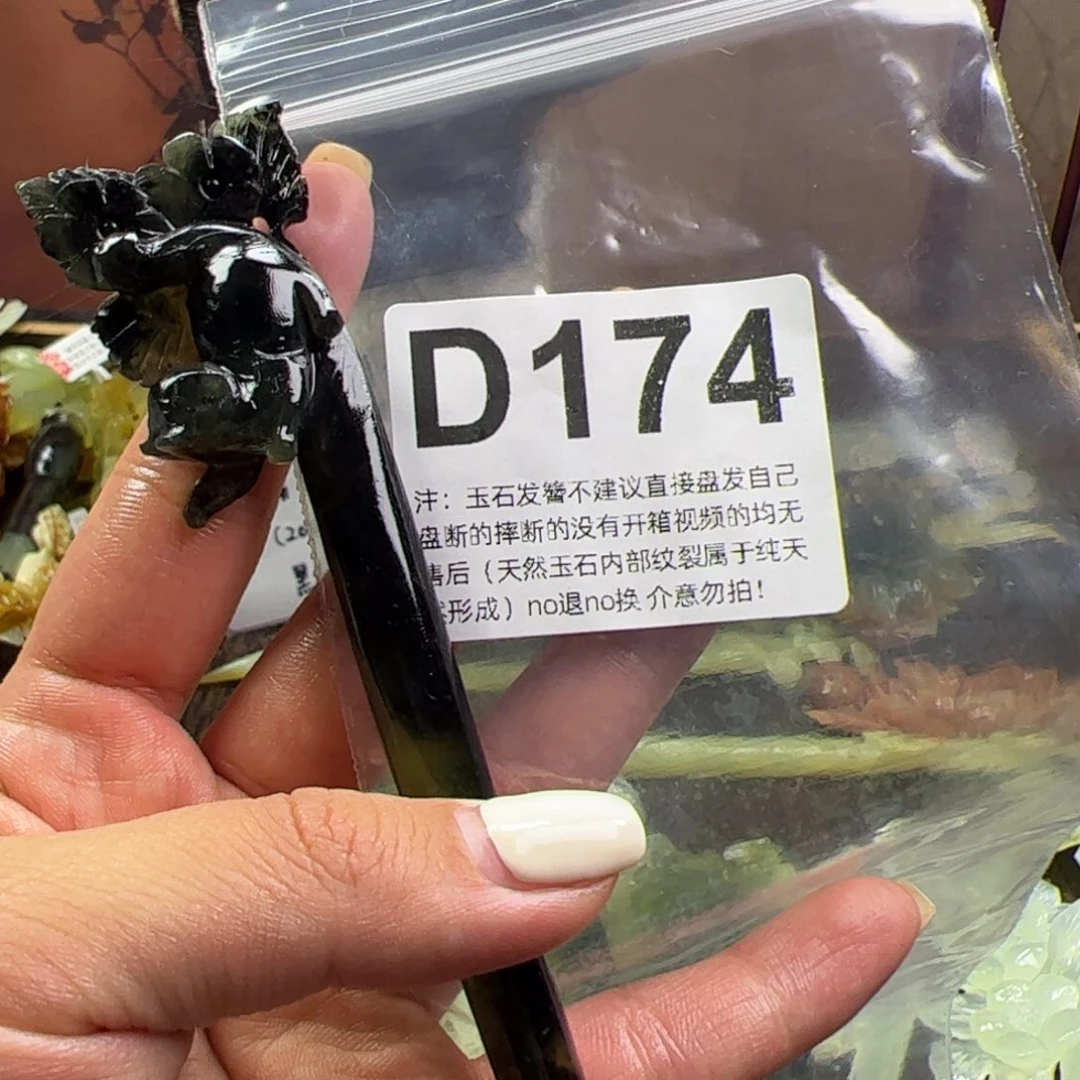 D174
注：玉石发簪不建议直接盘发自己
盘断的摔断的没有开箱视频的均无
售后（天然玉石内部纹裂属于纯天
然形成）no退no换 介意勿拍！
(20